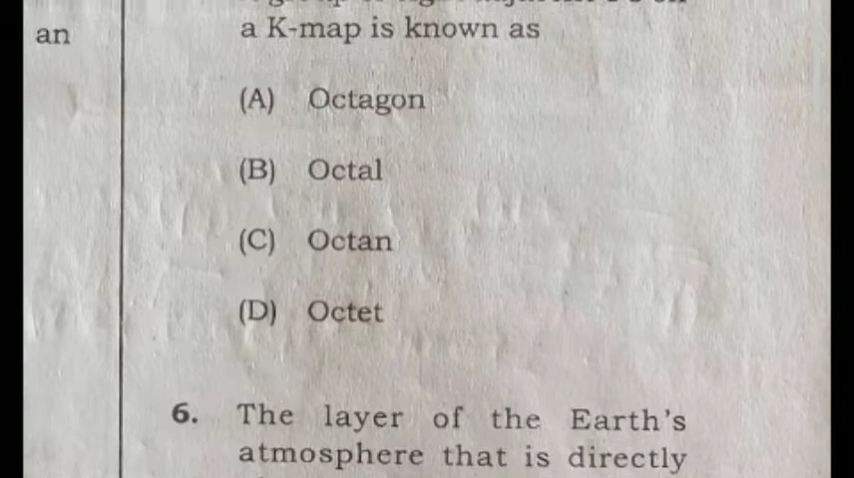 an
a K-map is known as
(A) Octagon
(B) Octal
(C) Octan
(D) Octet
6. The layer of the Earth's
atmosphere that is directly